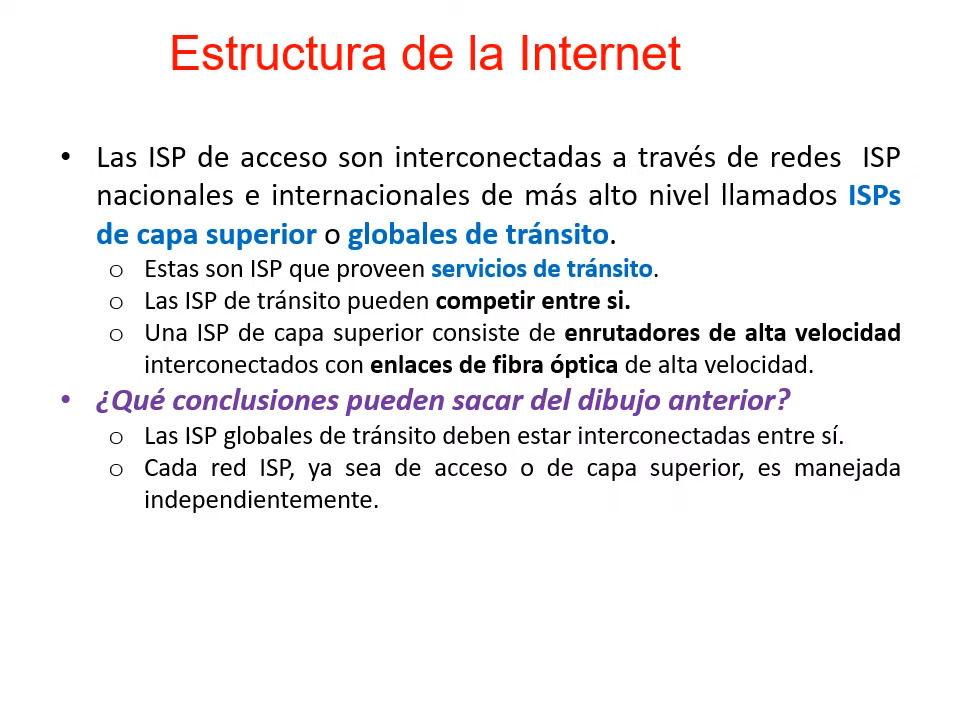 Estructura de la Internet
• Las ISP de acceso son interconectadas a través de redes ISP
nacionales e internacionales de más alto nivel llamados ISPs
de capa superior o globales de tránsito.
o Estas son ISP que proveen servicios de tránsito.
o Las ISP de tránsito pueden competir entre si.
o Una ISP de capa superior consiste de enrutadores de alta velocidad
interconectados con enlaces de fibra óptica de alta velocidad.
• ¿Qué conclusiones pueden sacar del dibujo anterior?
o Las ISP globales de tránsito deben estar interconectadas entre sí.
o Cada red ISP, ya sea de acceso o de capa superior, es manejada
independientemente.